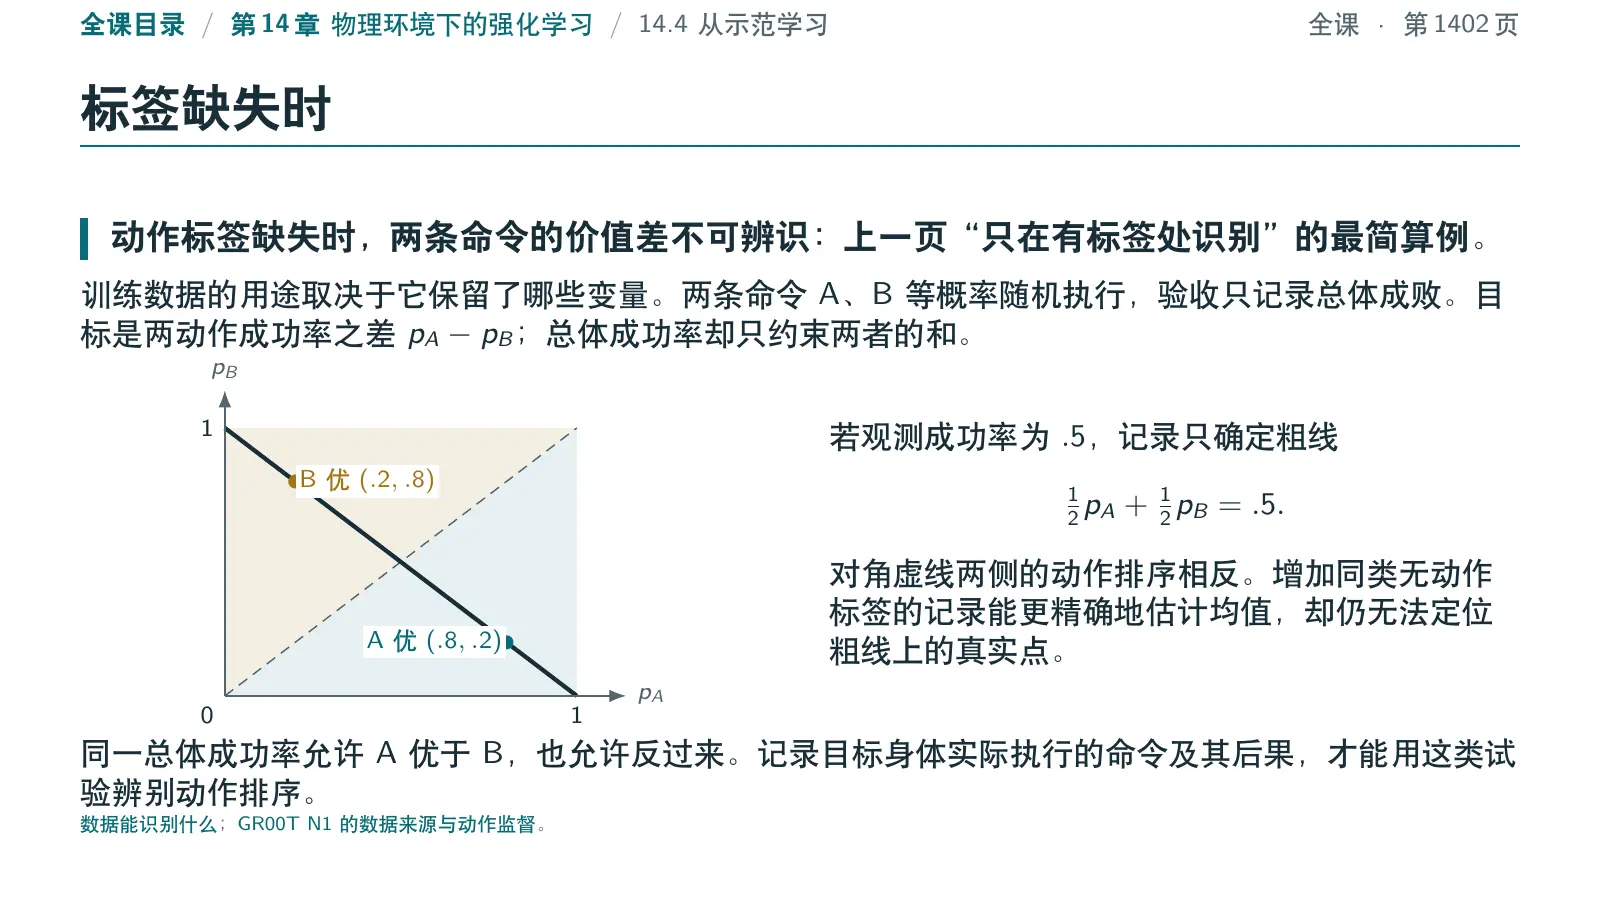 全课目录 / 第 14 章 物理环境下的强化学习 / 14.4 从示范学习
全课 · 第 1402 页
标签缺失时
动作标签缺失时，两条命令的价值差不可辨识：上一页“只在有标签处识别”的最简算例。
训练数据的用途取决于它保留了哪些变量。两条命令 A、B 等概率随机执行，验收只记录总体成败。目
标是两动作成功率之差 p_A − p_B；总体成功率却只约束两者的和。
p_B
1
B 优 (.2, .8)
A 优 (.8, .2)
p_A
0
1
若观测成功率为 .5，记录只确定粗线
½p_A + ½p_B = .5.
对角虚线两侧的动作排序相反。增加同类无动作
标签的记录能更精确地估计均值，却仍无法定位
粗线上的真实点。
同一总体成功率允许 A 优于 B，也允许反过来。记录目标身体实际执行的命令及其后果，才能用这类试
验辨别动作排序。
数据能识别什么；GR00T N1 的数据来源与动作监督。